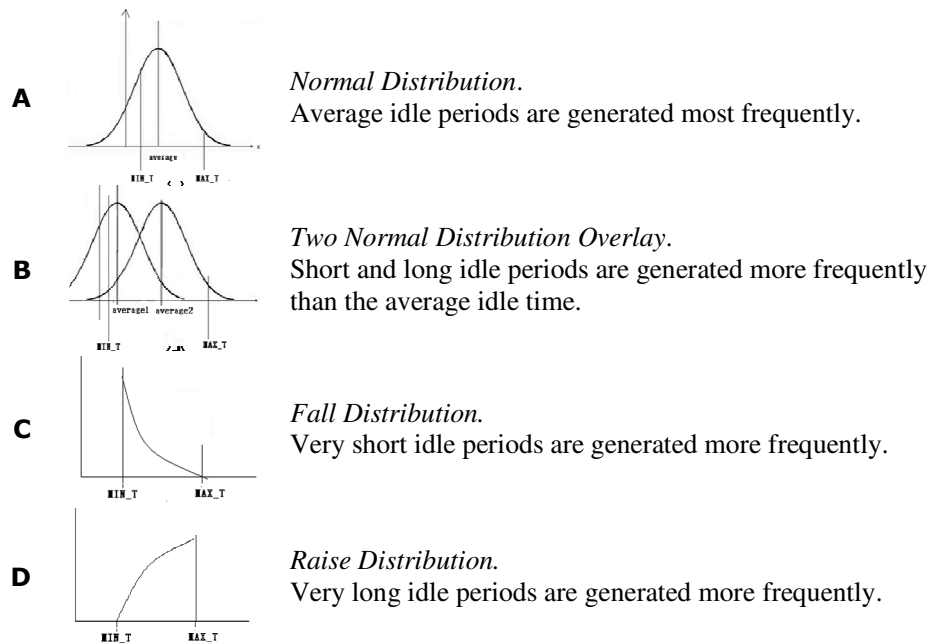 A
Normal Distribution.
Average idle periods are generated most frequently.
x
average
MIN_T MAX_T
B
Two Normal Distribution Overlay.
Short and long idle periods are generated more frequently
than the average idle time.
average1 average2
MIN_T MAX_T
C
Fall Distribution.
Very short idle periods are generated more frequently.
MIN_T MAX_T
D
Raise Distribution.
Very long idle periods are generated more frequently.
MIN_T MAX_T